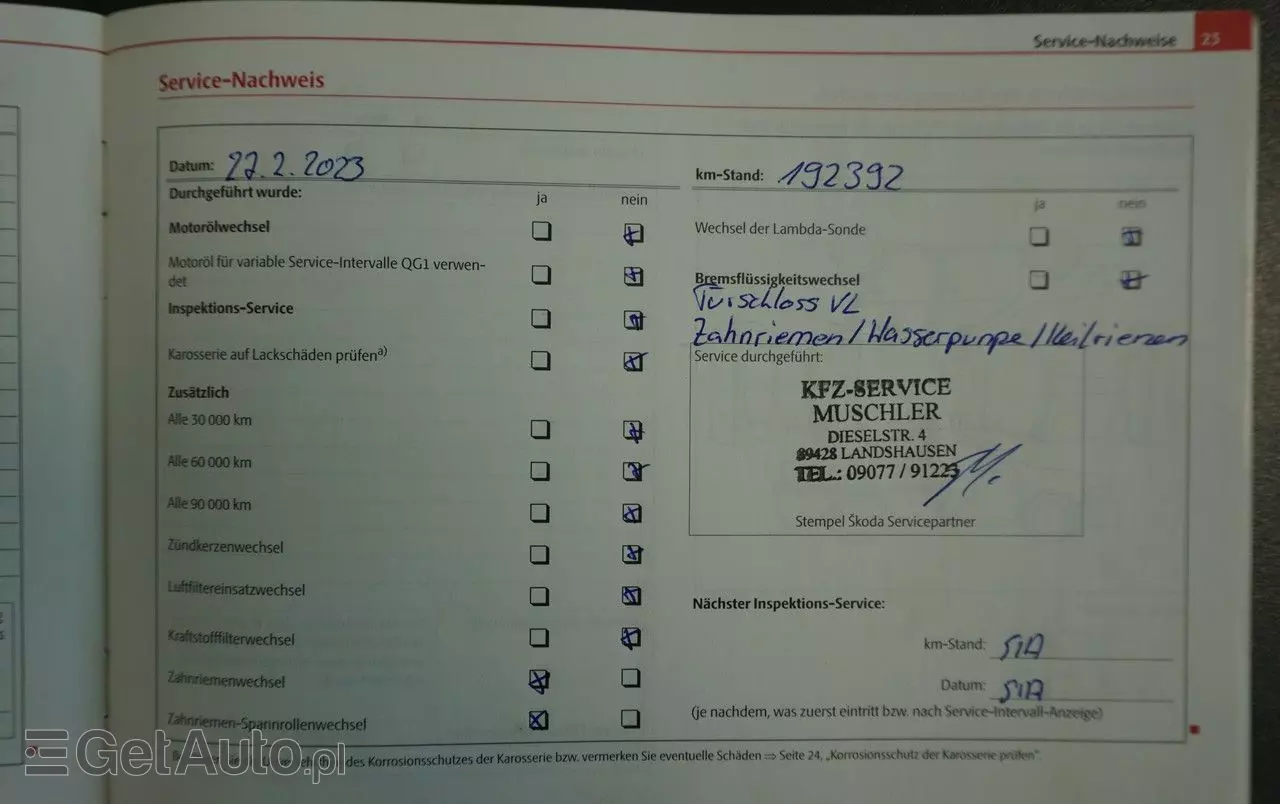 Service-Nachweise 25
Service-Nachweis
Datum: 27.2.2023
km-Stand: 192392
Durchgeführt wurde:
ja nein
ja nein
Motorölwechsel
Wechsel der Lambda-Sonde
Motoröl für variable Service-Intervalle QG1 verwen-
det
Bremsflüssigkeitswechsel
Türschloss VL
Inspektions-Service
Zahnriemen/Wasserpumpe/Keilriemen
Karosserie auf Lackschäden prüfen a)
Service durchgeführt:
KFZ-SERVICE
MUSCHLER
DIESELSTR. 4
89428 LANDSHAUSEN
TEL.: 09077 / 91223
Stempel Škoda Servicepartner
Zusätzlich
Alle 30 000 km
Alle 60 000 km
Alle 90 000 km
Zündkerzenwechsel
Luftfiltereinsatzwechsel
Kraftstofffilterwechsel
Zahnriemenwechsel
Zahnriemen-Spannrollenwechsel
Nächster Inspektions-Service:
km-Stand: SIA
Datum: SIA
(je nachdem, was zuerst eintritt bzw. nach Service-Intervall-Anzeige)
des Korrosionsschutzes der Karosserie bzw. vermerken Sie eventuelle Schäden ⇒ Seite 24, „Korrosionsschutz der Karosserie prüfen“.
GetAuto.pl